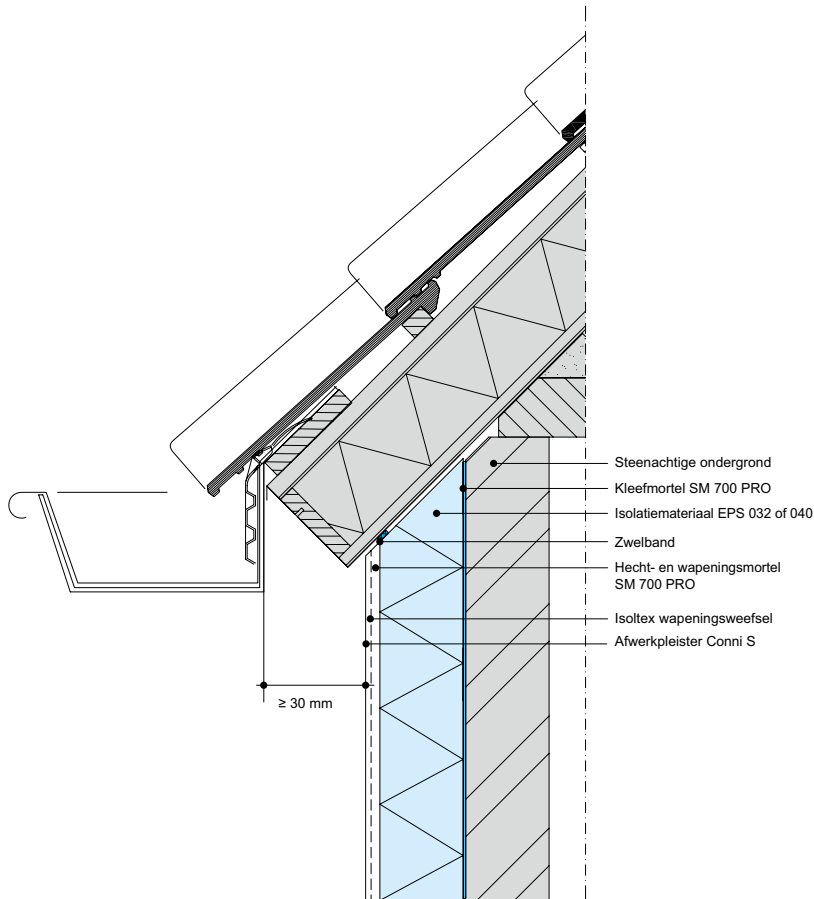 Steenachtige ondergrond
Kleefmortel SM 700 PRO
Isolatiemateriaal EPS 032 of 040
Zwelband
Hecht- en wapeningsmortel
SM 700 PRO
Isoltex wapeningsweefsel
Afwerkpleister Conni S
≥ 30 mm